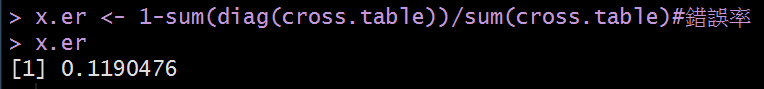 > x.er <- 1-sum(diag(cross.table))/sum(cross.table)#錯誤率
> x.er
[1] 0.1190476